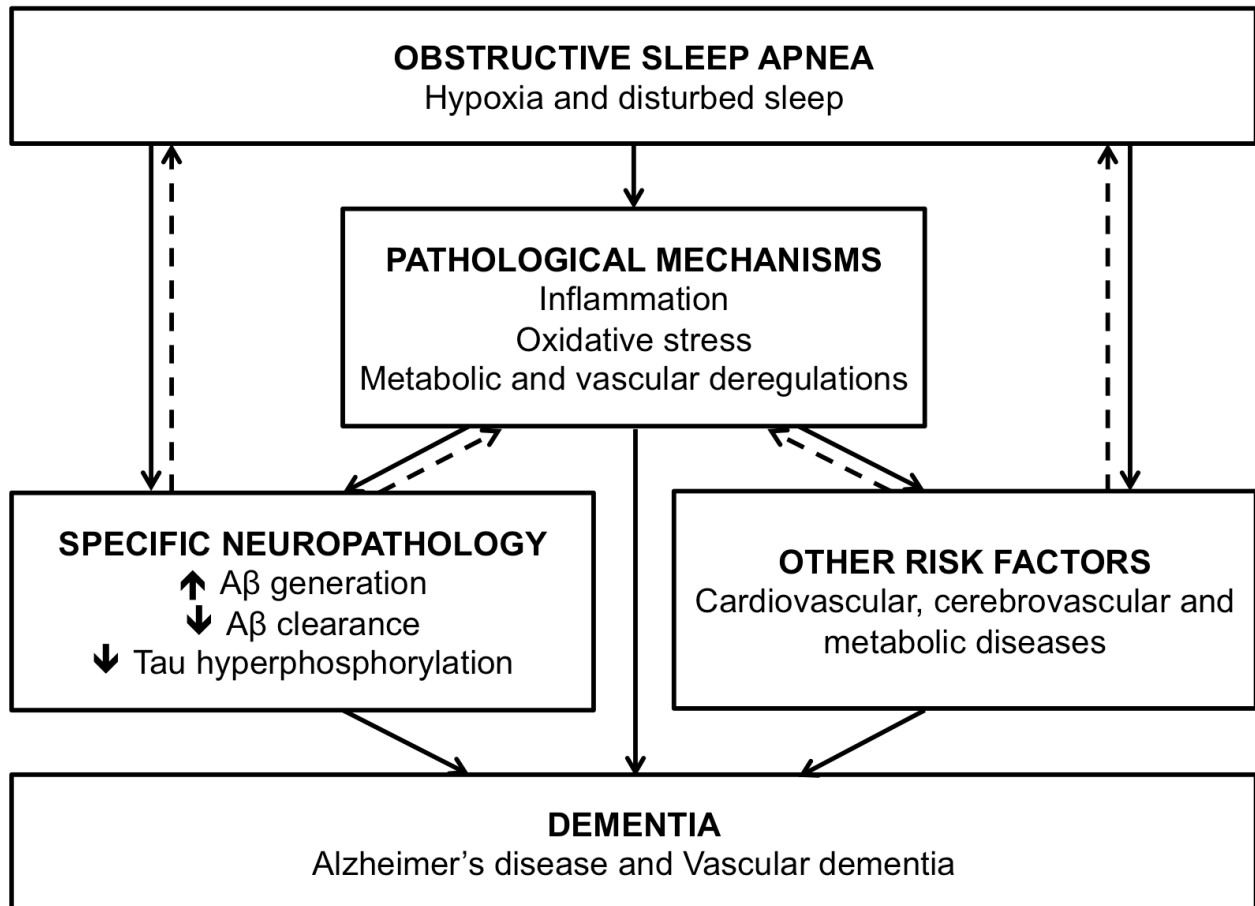 OBSTRUCTIVE SLEEP APNEA
Hypoxia and disturbed sleep
PATHOLOGICAL MECHANISMS
Inflammation
Oxidative stress
Metabolic and vascular deregulations
SPECIFIC NEUROPATHOLOGY
↑ Aβ generation
↓ Aβ clearance
↓ Tau hyperphosphorylation
OTHER RISK FACTORS
Cardiovascular, cerebrovascular and
metabolic diseases
DEMENTIA
Alzheimer’s disease and Vascular dementia